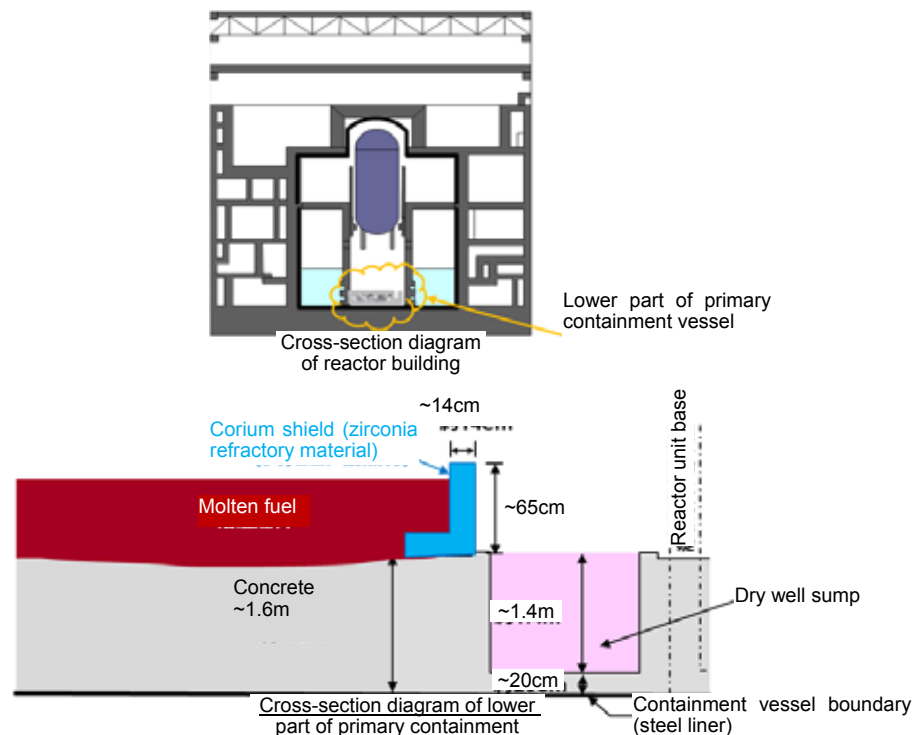 Lower part of primary
containment vessel
Cross-section diagram
of reactor building
~14cm
Corium shield (zirconia
refractory material)
~65cm
Molten fuel
Reactor unit base
Concrete
~1.6m
~1.4m
Dry well sump
~20cm
Cross-section diagram of lower
part of primary containment
Containment vessel boundary
(steel liner)